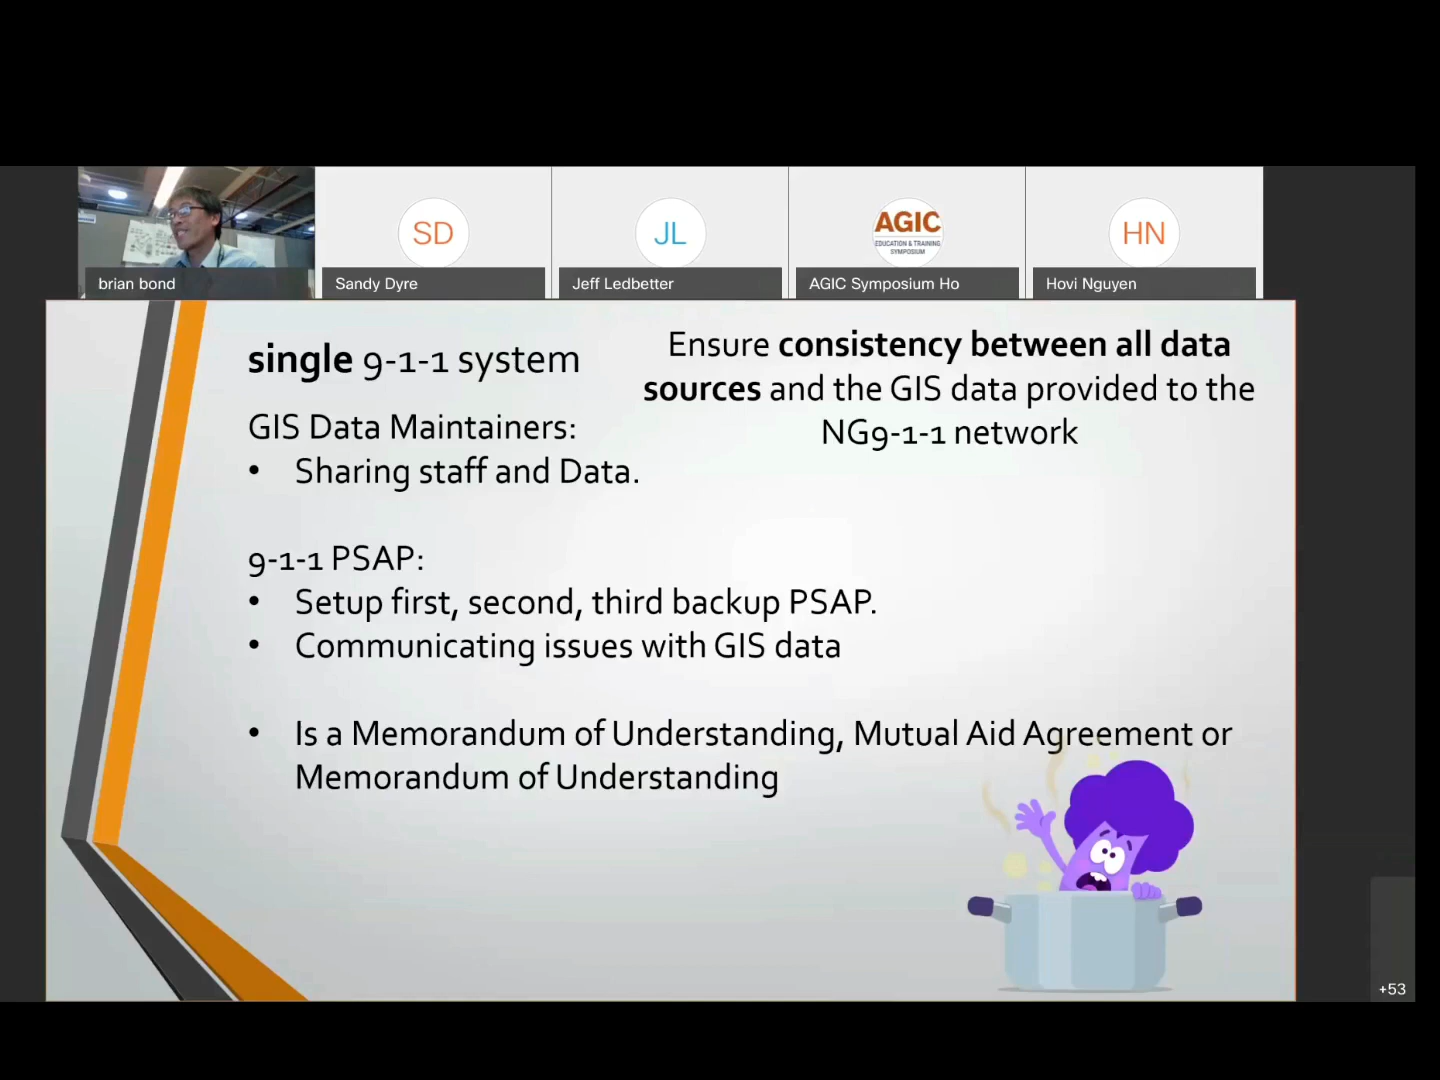 AGIC
EDUCATION & TRAINING
SYMPOSIUM
SD
JL
HN
brian bond
Sandy Dyre
Jeff Ledbetter
AGIC Symposium Ho
Hovi Nguyen
single 9-1-1 system
Ensure consistency between all data
sources and the GIS data provided to the
NG9-1-1 network
GIS Data Maintainers:
• Sharing staff and Data.
9-1-1 PSAP:
• Setup first, second, third backup PSAP.
• Communicating issues with GIS data
• Is a Memorandum of Understanding, Mutual Aid Agreement or
Memorandum of Understanding
+53